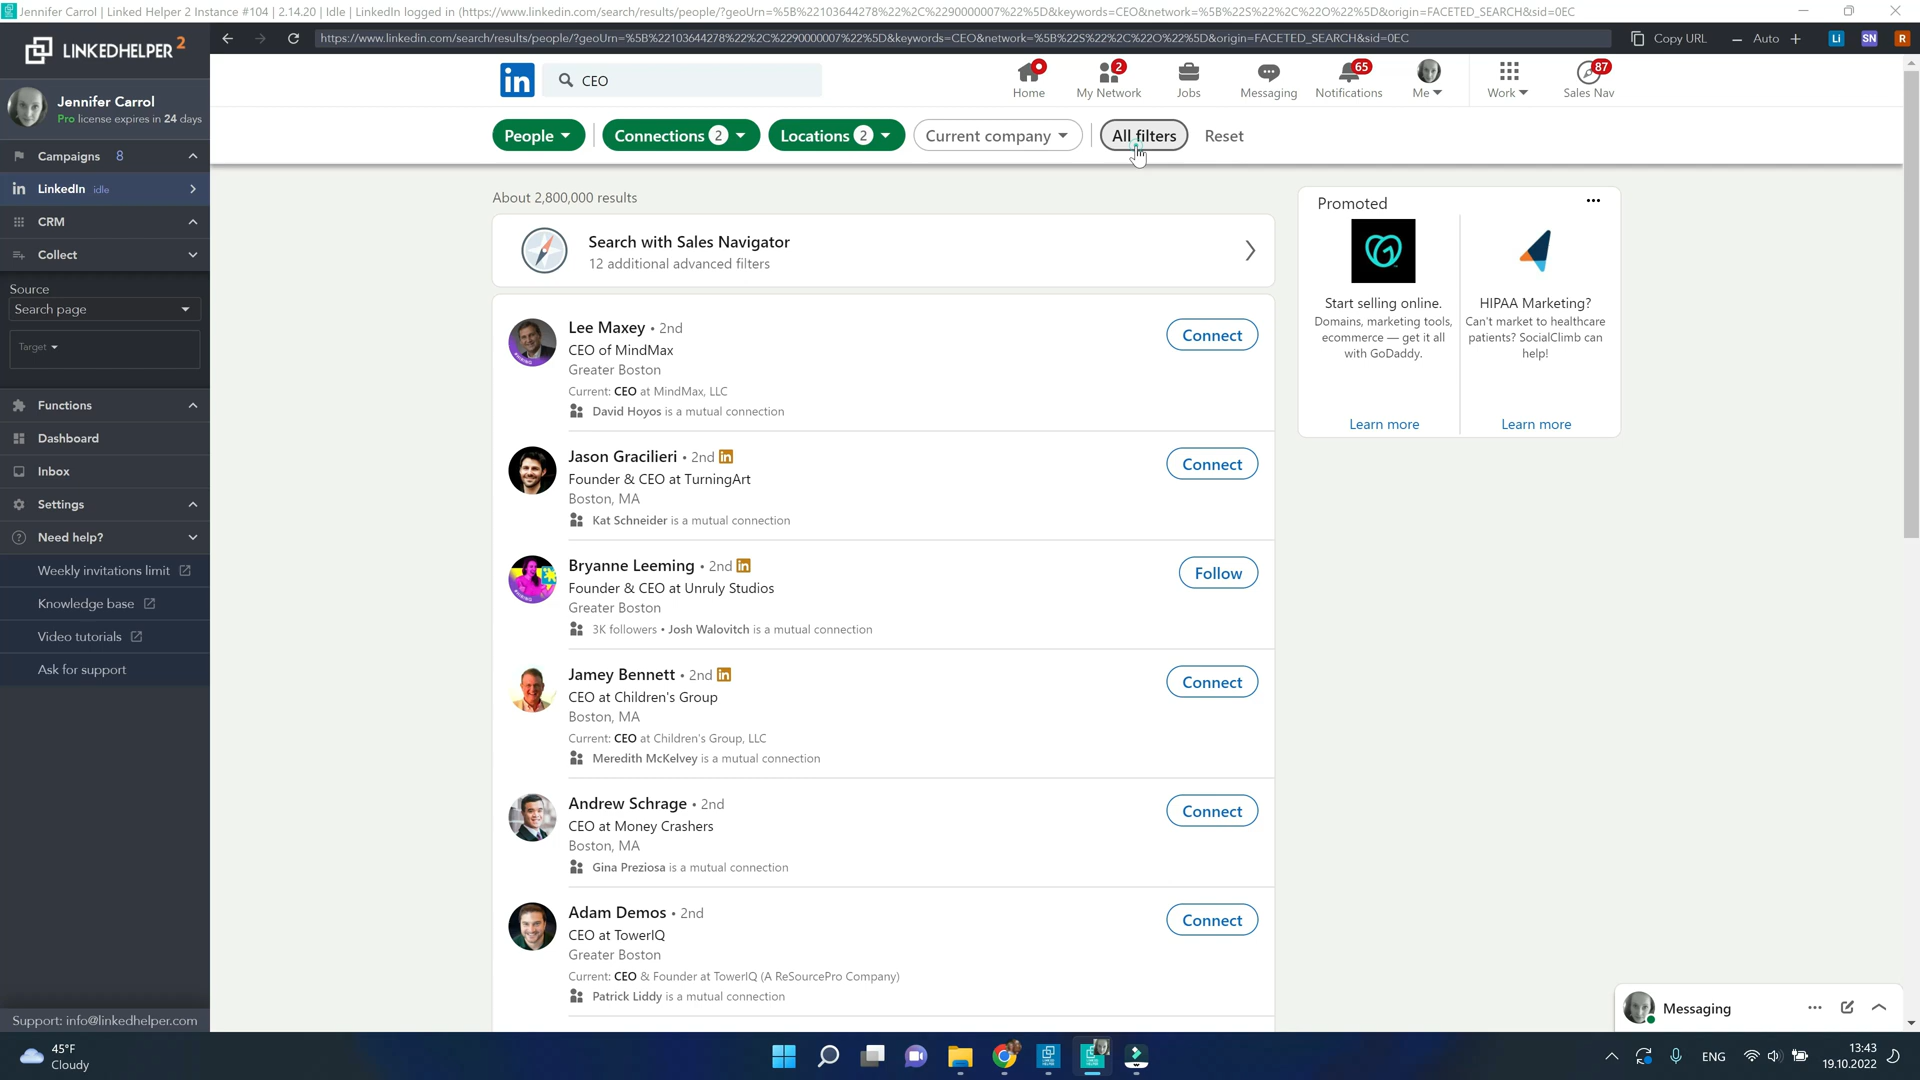 Jennifer Carrol | Linked Helper 2 Instance #104 | 2.14.20 | Idle | LinkedIn logged in (https://www.linkedin.com/search/results/people/?geoUrn=%5B%22103644278%22%2C%2290000007%22%5D&keywords=CEO&network=%5B%22S%22%2C%22O%22%5D&origin=FACETED_SEARCH&sid=0EC
LINKEDHELPER 2
https://www.linkedin.com/search/results/people/?geoUrn=%5B%22103644278%22%2C%2290000007%22%5D&keywords=CEO&network=%5B%22S%22%2C%22O%22%5D&origin=FACETED_SEARCH&sid=0EC
Copy URL
Auto
Li
SN
R
Jennifer Carrol
Pro license expires in 24 days
Campaigns 8
LinkedIn idle
CRM
Collect
Source
Search page
Target
Functions
Dashboard
Inbox
Settings
Need help?
Weekly invitations limit
Knowledge base
Video tutorials
Ask for support
Support: info@linkedhelper.com
in
CEO
Home
2
My Network
Jobs
Messaging
65
Notifications
Me
Work
87
Sales Nav
People
Connections 2
Locations 2
Current company
All filters
Reset
About 2,800,000 results
Search with Sales Navigator
12 additional advanced filters
Lee Maxey • 2nd
CEO of MindMax
Greater Boston
Current: CEO at MindMax, LLC
David Hoyos is a mutual connection
Connect
Jason Gracilieri • 2nd in
Founder & CEO at TurningArt
Boston, MA
Kat Schneider is a mutual connection
Connect
Bryanne Leeming • 2nd in
Founder & CEO at Unruly Studios
Greater Boston
3K followers • Josh Walovitch is a mutual connection
Follow
Jamey Bennett • 2nd in
CEO at Children's Group
Boston, MA
Current: CEO at Children's Group, LLC
Meredith McKelvey is a mutual connection
Connect
Andrew Schrage • 2nd
CEO at Money Crashers
Boston, MA
Gina Preziosa is a mutual connection
Connect
Adam Demos • 2nd
CEO at TowerIQ
Greater Boston
Current: CEO & Founder at TowerIQ (A ReSourcePro Company)
Patrick Liddy is a mutual connection
Connect
Promoted
Start selling online.
Domains, marketing tools,
ecommerce — get it all
with GoDaddy.
Learn more
HIPAA Marketing?
Can't market to healthcare
patients? SocialClimb can
help!
Learn more
Messaging
45°F
Cloudy
ENG
13:43
19.10.2022